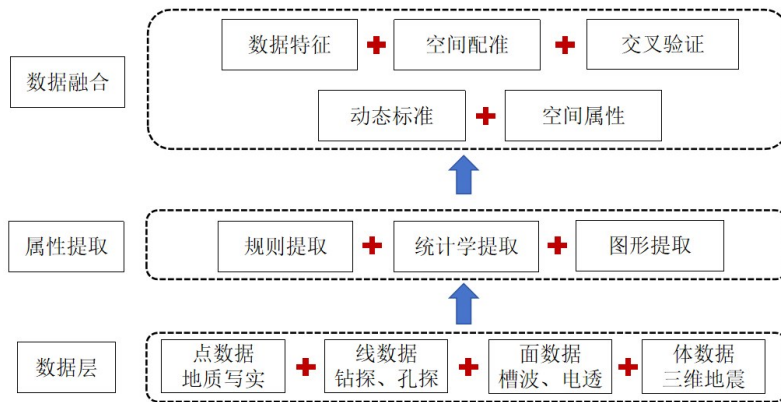 数据融合
数据特征
空间配准
交叉验证
动态标准
空间属性
属性提取
规则提取
统计学提取
图形提取
数据层
点数据
地质写实
线数据
钻探、孔探
面数据
槽波、电透
体数据
三维地震